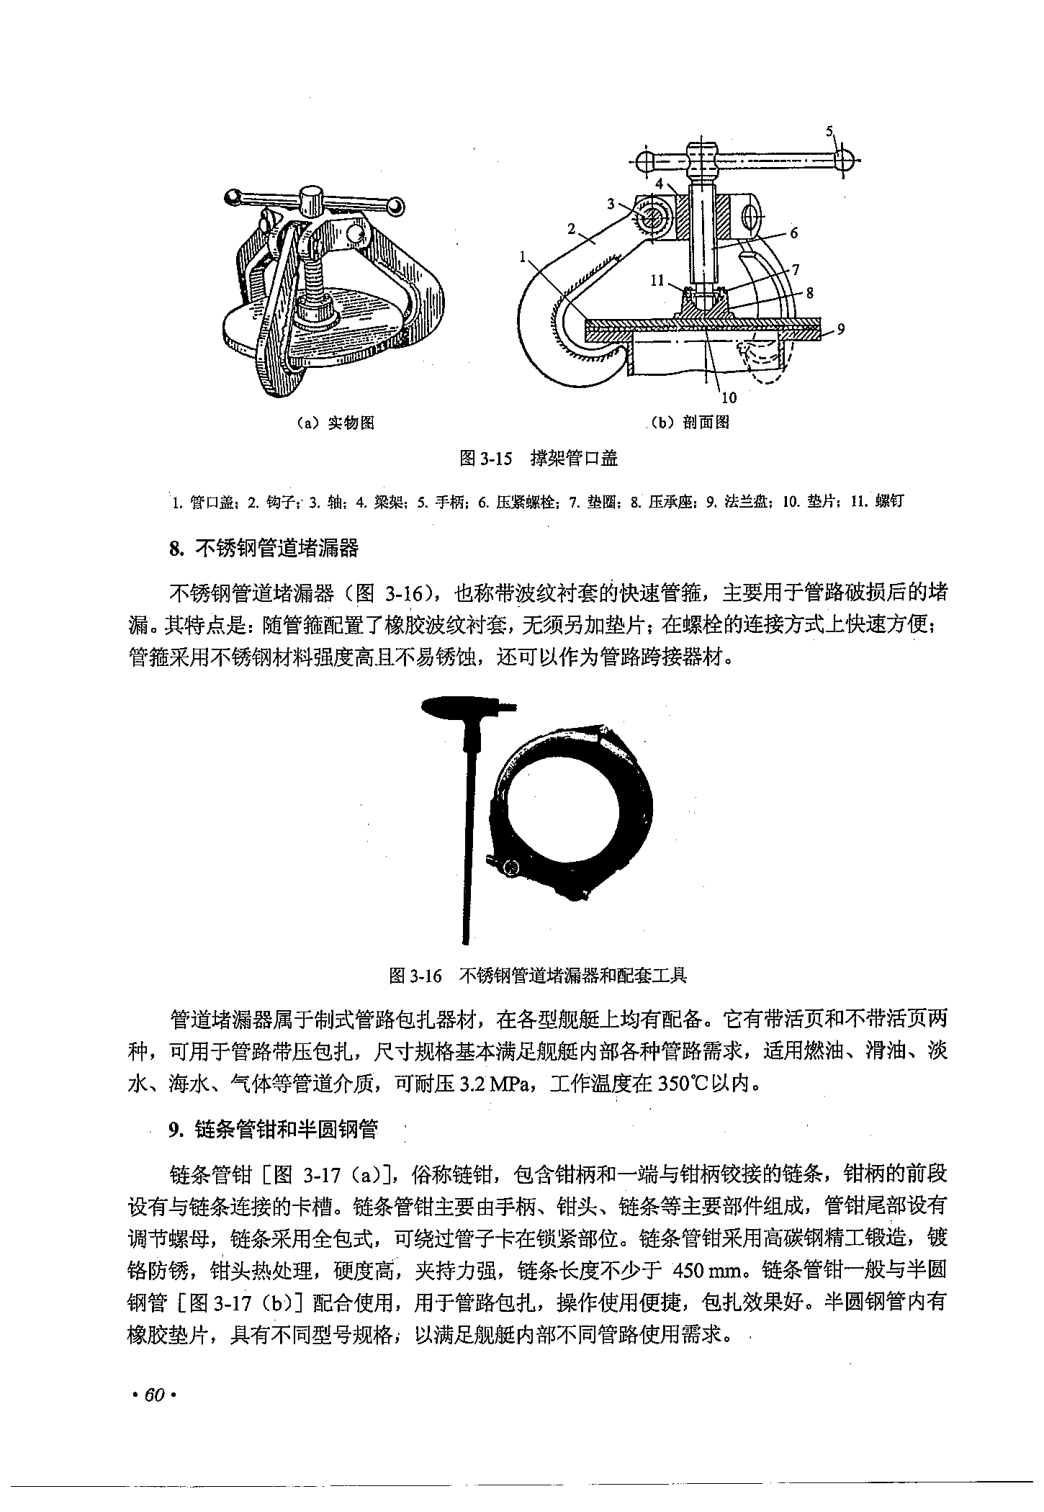 5
4
3
2
6
1
7
11
8
9
10
（a）实物图
（b）剖面图
图 3-15　撑架管口盖
1. 管口盖；2. 钩子；3. 轴；4. 梁架；5. 手柄；6. 压紧螺栓；7. 垫圈；8. 压承座；9. 法兰盘；10. 垫片；11. 螺钉
8. 不锈钢管道堵漏器
不锈钢管道堵漏器（图 3-16），也称带波纹衬套的快速管箍，主要用于管路破损后的堵
漏。其特点是：随管箍配置了橡胶波纹衬套，无须另加垫片；在螺栓的连接方式上快速方便；
管箍采用不锈钢材料强度高且不易锈蚀，还可以作为管路跨接器材。
图 3-16　不锈钢管道堵漏器和配套工具
管道堵漏器属于制式管路包扎器材，在各型舰艇上均有配备。它有带活页和不带活页两
种，可用于管路带压包扎，尺寸规格基本满足舰艇内部各种管路需求，适用燃油、滑油、淡
水、海水、气体等管道介质，可耐压 3.2 MPa，工作温度在 350℃以内。
9. 链条管钳和半圆钢管
链条管钳［图 3-17（a）］，俗称链钳，包含钳柄和一端与钳柄铰接的链条，钳柄的前段
设有与链条连接的卡槽。链条管钳主要由手柄、钳头、链条等主要部件组成，管钳尾部设有
调节螺母，链条采用全包式，可绕过管子卡在锁紧部位。链条管钳采用高碳钢精工锻造，镀
铬防锈，钳头热处理，硬度高，夹持力强，链条长度不少于 450 mm。链条管钳一般与半圆
钢管［图 3-17（b）］配合使用，用于管路包扎，操作使用便捷，包扎效果好。半圆钢管内有
橡胶垫片，具有不同型号规格，以满足舰艇内部不同管路使用需求。
·60·